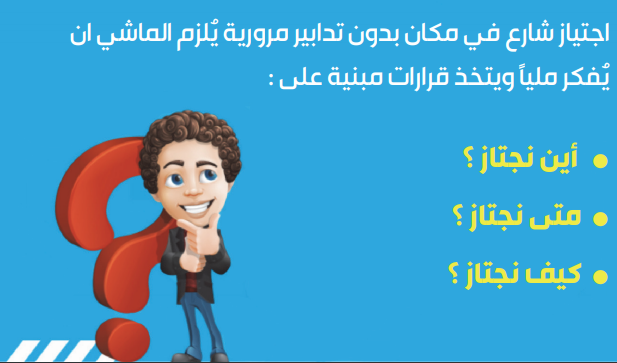 اجتياز شارع في مكان بدون تدابير مرورية يُلزم الماشي ان
يُفكر ملياً ويتخذ قرارات مبنية على :
• أين نجتاز ؟
• متى نجتاز ؟
• كيف نجتاز ؟